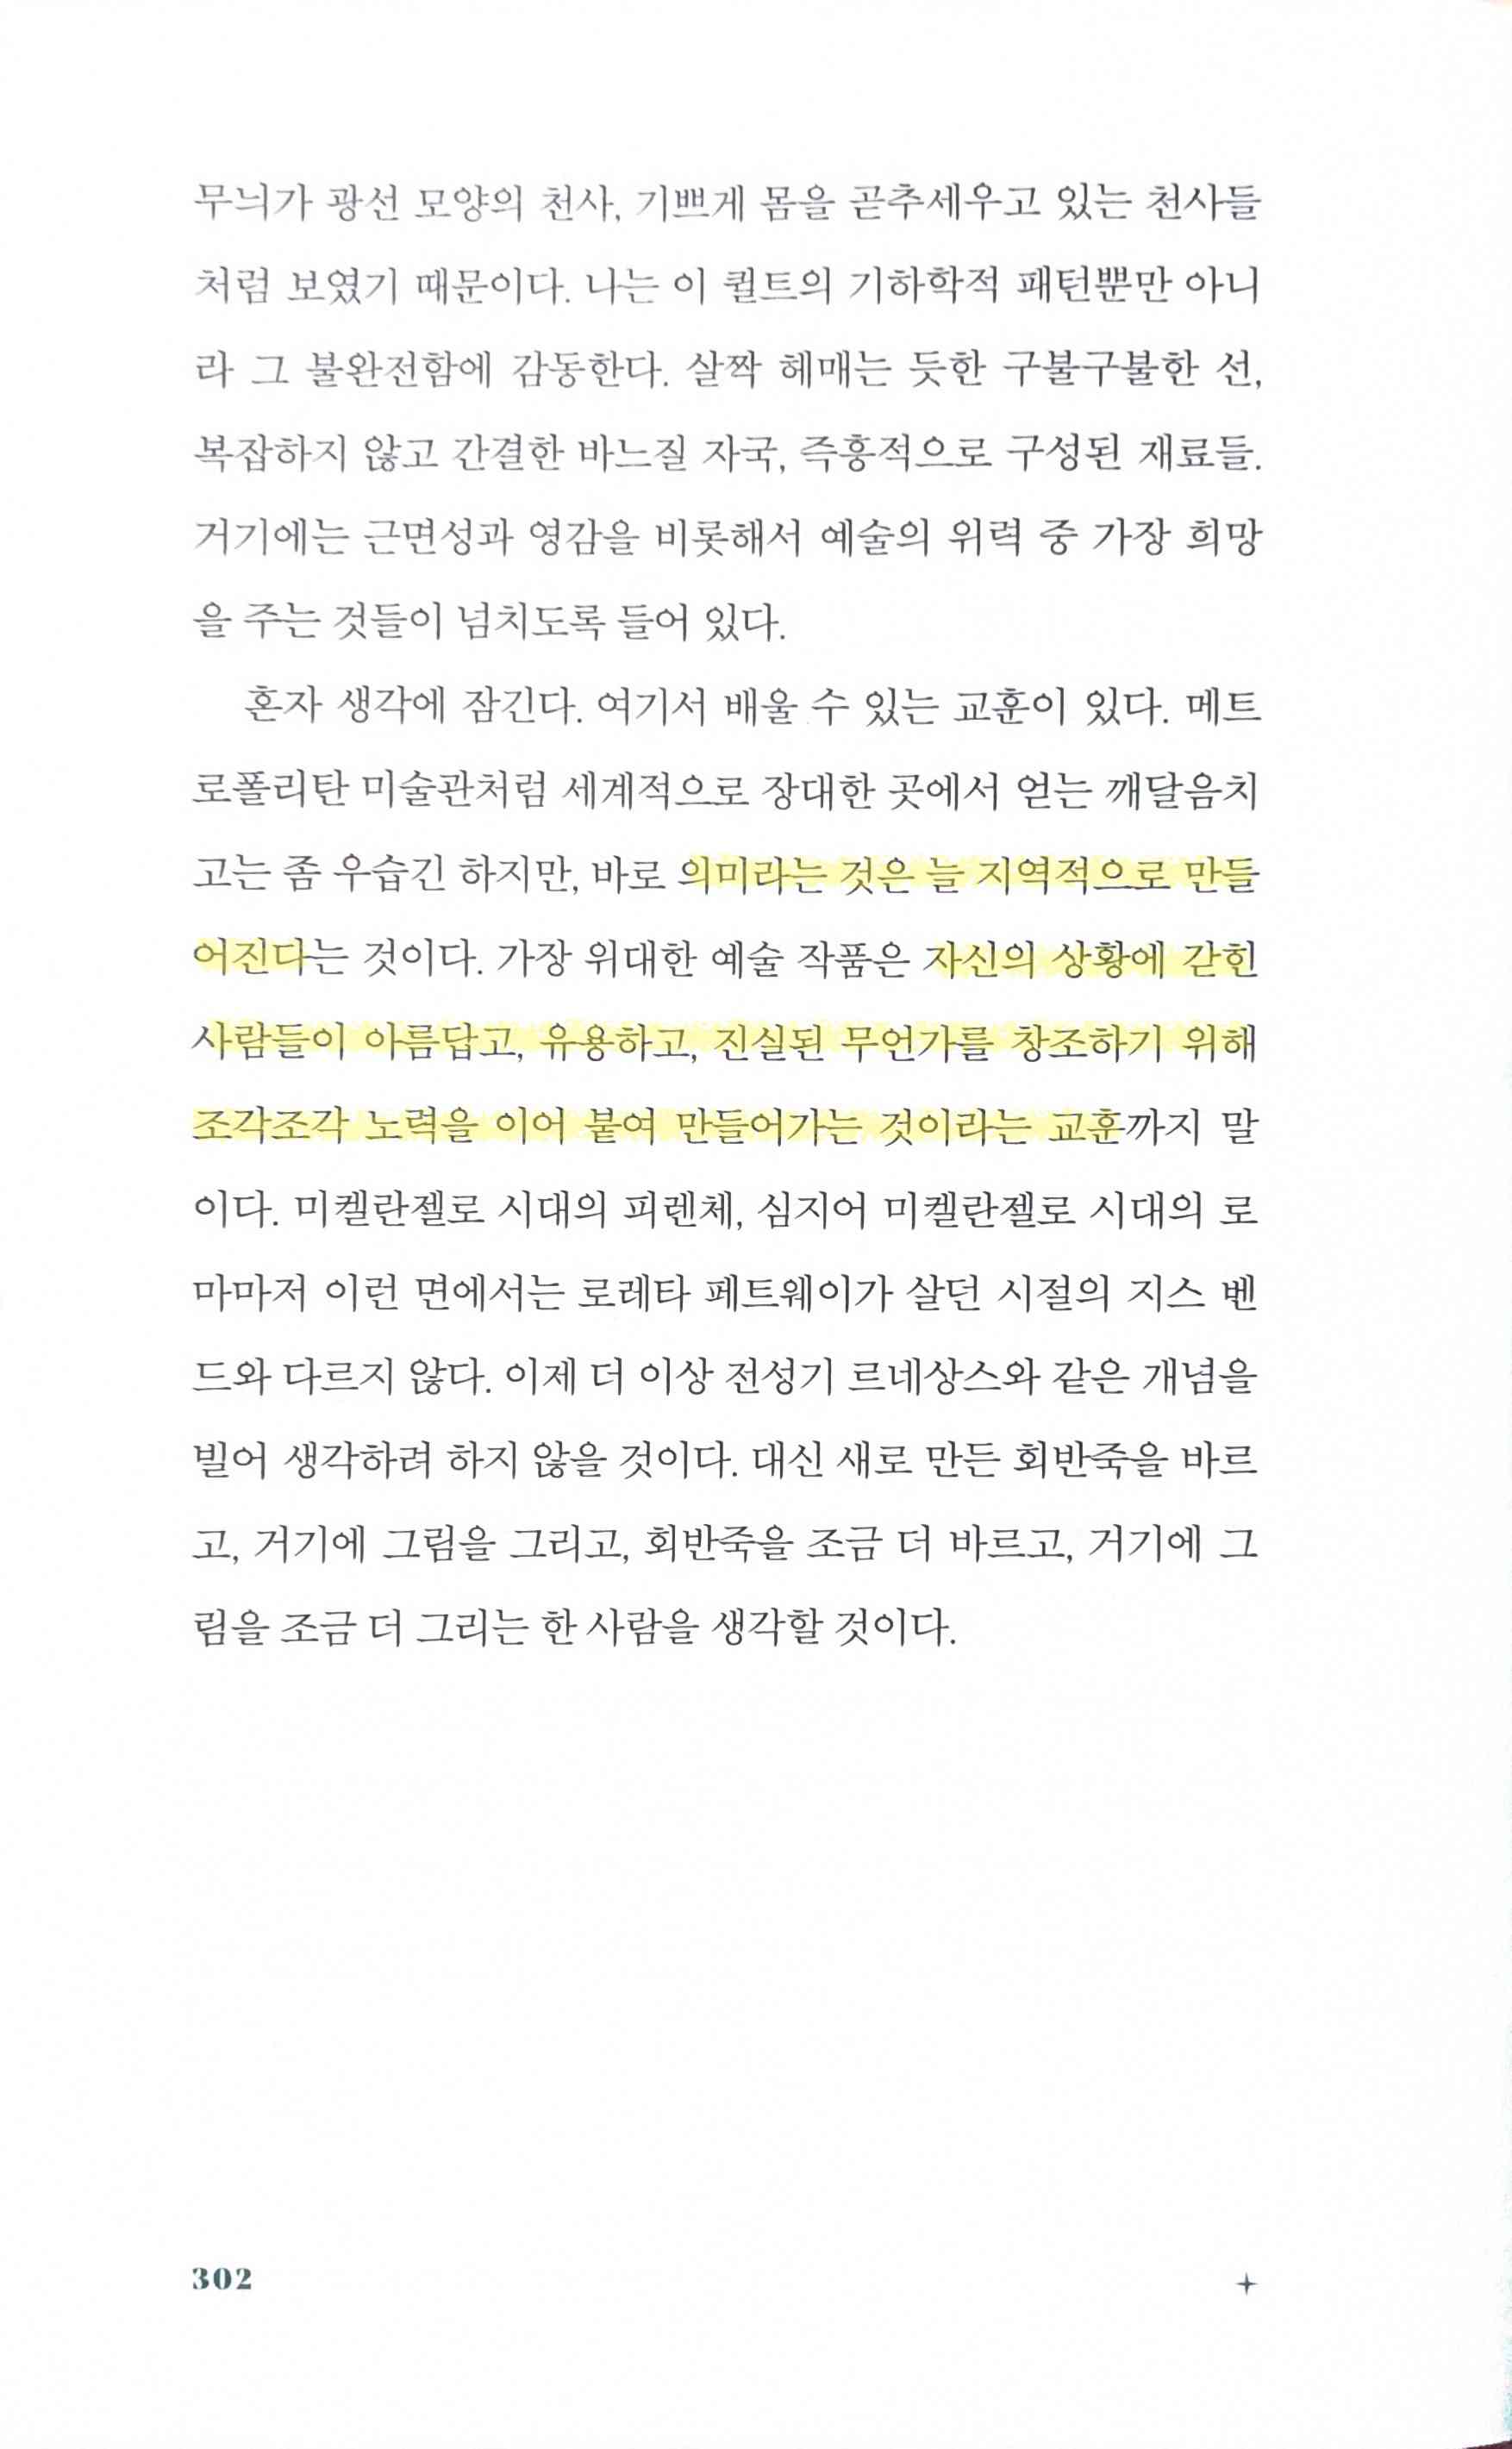 무늬가 광선 모양의 천사, 기쁘게 몸을 곧추세우고 있는 천사들
처럼 보였기 때문이다. 나는 이 퀼트의 기하학적 패턴뿐만 아니
라 그 불완전함에 감동한다. 살짝 헤매는 듯한 구불구불한 선,
복잡하지 않고 간결한 바느질 자국, 즉흥적으로 구성된 재료들.
거기에는 근면성과 영감을 비롯해서 예술의 위력 중 가장 희망
을 주는 것들이 넘치도록 들어 있다.
혼자 생각에 잠긴다. 여기서 배울 수 있는 교훈이 있다. 메트
로폴리탄 미술관처럼 세계적으로 장대한 곳에서 얻는 깨달음치
고는 좀 우습긴 하지만, 바로 의미라는 것은 늘 지역적으로 만들
어진다는 것이다. 가장 위대한 예술 작품은 자신의 상황에 갇힌
사람들이 아름답고, 유용하고, 진실된 무언가를 창조하기 위해
조각조각 노력을 이어 붙여 만들어가는 것이라는 교훈까지 말
이다. 미켈란젤로 시대의 피렌체, 심지어 미켈란젤로 시대의 로
마마저 이런 면에서는 로레타 페트웨이가 살던 시절의 지스 벤
드와 다르지 않다. 이제 더 이상 전성기 르네상스와 같은 개념을
빌어 생각하려 하지 않을 것이다. 대신 새로 만든 회반죽을 바르
고, 거기에 그림을 그리고, 회반죽을 조금 더 바르고, 거기에 그
림을 조금 더 그리는 한 사람을 생각할 것이다.
302